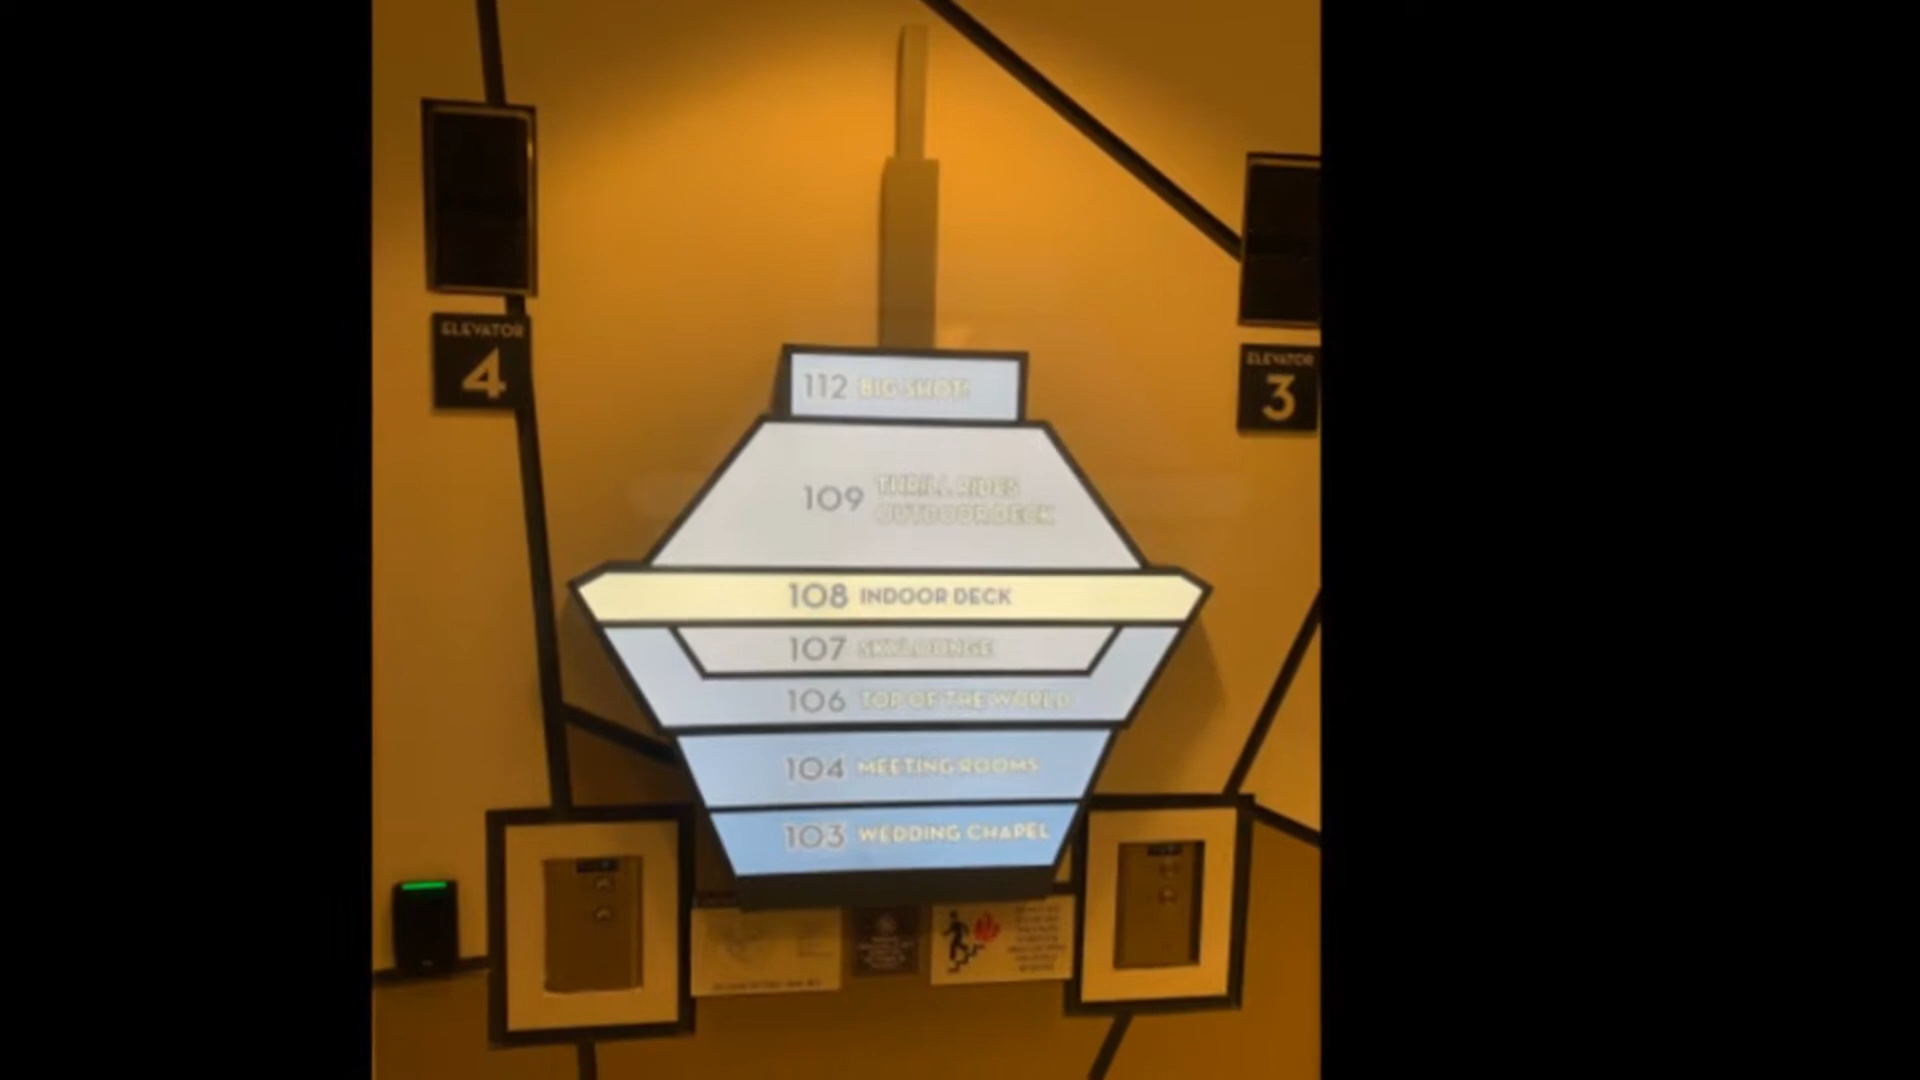 ELEVATOR
4
ELEVATOR
3
112 BIG SHOT!
109 THRILL RIDES
OUTDOOR DECK
108 INDOOR DECK
107 SKYLOUNGE
106 TOP OF THE WORLD
104 MEETING ROOMS
103 WEDDING CHAPEL